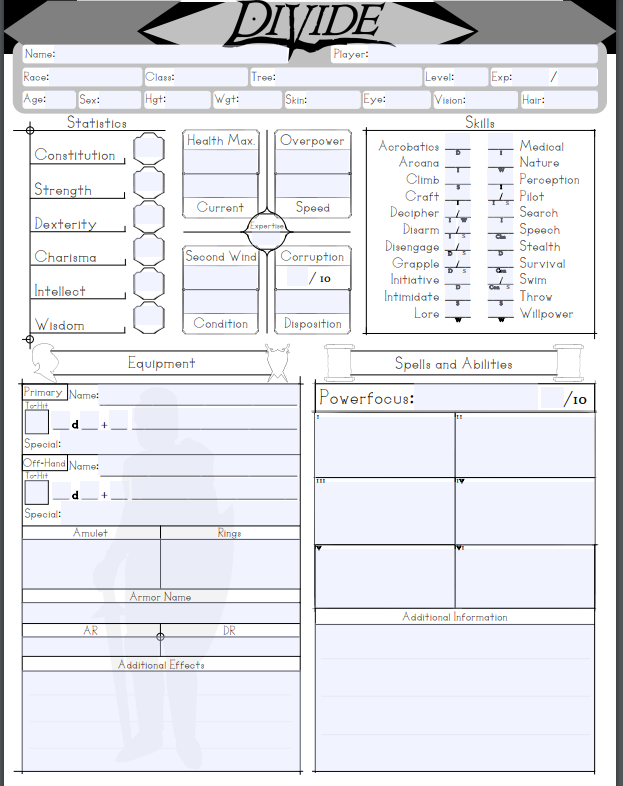 DIVIDE
Name: Player:
Race: Class: Tree: Level: Exp: /
Age: Sex: Hgt: Wgt: Skin: Eye: Vision: Hair:
Statistics
Constitution
Strength
Dexterity
Charisma
Intellect
Wisdom
Health Max. Overpower
Current Speed
Expertise
Second Wind Corruption
/ 10
Condition Disposition
Skills
Acrobatics D I Medical
Arcana I W Nature
Climb S I Perception
Craft I / I S Pilot
Decipher / I W I Search
Disarm / I S Cha Speech
Disengage / D S D Stealth
Grapple / D S Con Survival
Initiative D / Con S Swim
Intimidate S S Throw
Lore W W Willpower
Equipment
Primary Name:
To-Hit
d +
Special:
Off-Hand Name:
To-Hit
d +
Special:
Amulet Rings
Armor Name
AR DR
Additional Effects
Spells and Abilities
Powerfocus: /10
I II
III IV
V VI
Additional Information